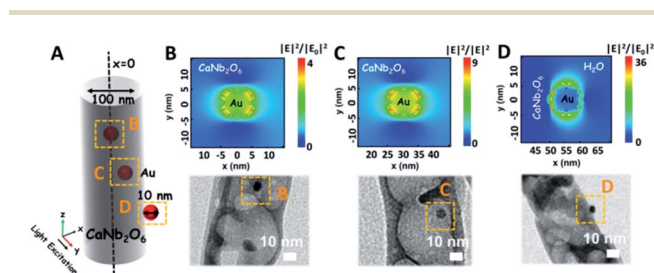 A
x=0
100 nm
B
C
Au
D
10 nm
CaNb₂O₆
z
x
y
Light Excitation
B
|E|²/|E₀|²
CaNb₂O₆
4
Au
0
10
5
0
-5
-10
y (nm)
10 5 0 5 10
x (nm)
B
10 nm
C
|E|²/|E|²
CaNb₂O₆
9
Au
0
10
5
0
-5
-10
y (nm)
20 25 30 35 40
x (nm)
C
10 nm
D
|E|²/|E₀|²
CaNb₂O₆
H₂O
36
Au
0
10
5
0
-5
-10
y (nm)
45 50 55 60 65
x (nm)
D
10 nm